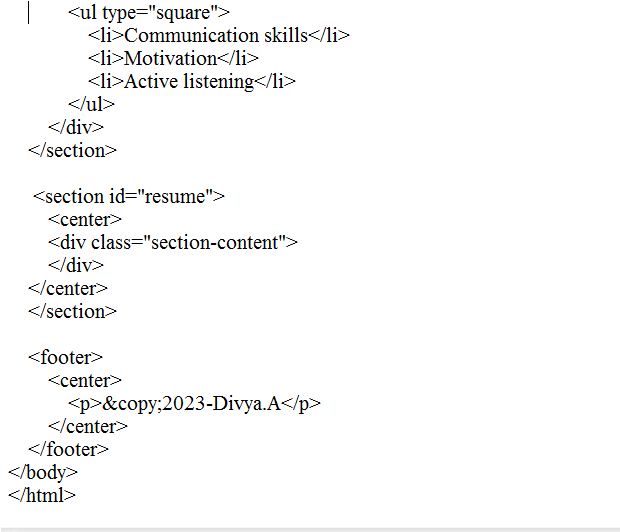 <ul type="square">
<li>Communication skills</li>
<li>Motivation</li>
<li>Active listening</li>
</ul>
</div>
</section>
<section id="resume">
<center>
<div class="section-content">
</div>
</center>
</section>
<footer>
<center>
<p>&copy;2023-Divya.A</p>
</center>
</footer>
</body>
</html>